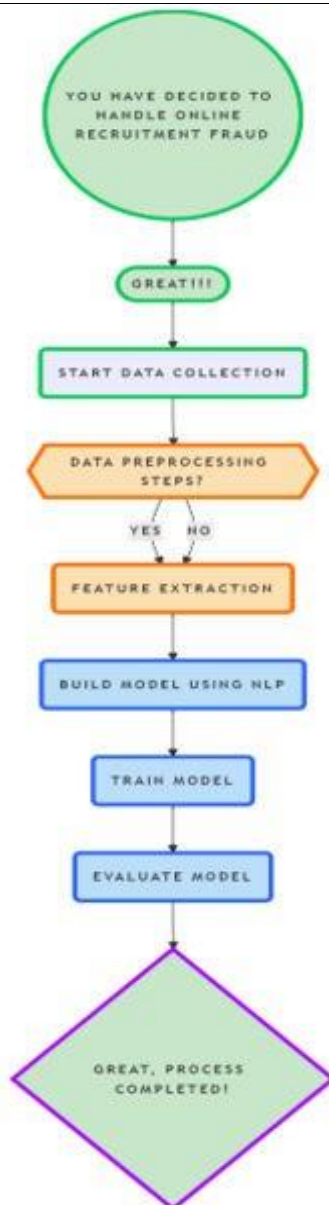 YOU HAVE DECIDED TO
HANDLE ONLINE
RECRUITMENT FRAUD
GREAT!!!
START DATA COLLECTION
DATA PREPROCESSING
STEPS?
YES NO
FEATURE EXTRACTION
BUILD MODEL USING NLP
TRAIN MODEL
EVALUATE MODEL
GREAT, PROCESS
COMPLETED!